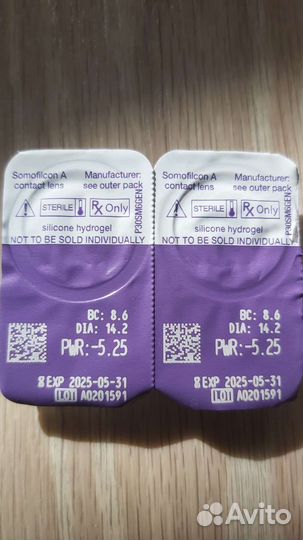 Somofilcon A
contact lens
Manufacturer:
see outer pack
STERILE
Rx Only
silicone hydrogel
NOT TO BE SOLD INDIVIDUALLY
P30SM6GEN
BC: 8.6
DIA: 14.2
PWR:-5.25
EXP 2025-05-31
LOT A0201591
Somofilcon A
contact lens
Manufacturer:
see outer pack
STERILE
Rx Only
silicone hydrogel
NOT TO BE SOLD INDIVIDUALLY
P30SM6GEN
BC: 8.6
DIA: 14.2
PWR:-5.25
EXP 2025-05-31
LOT A0201591
Avito